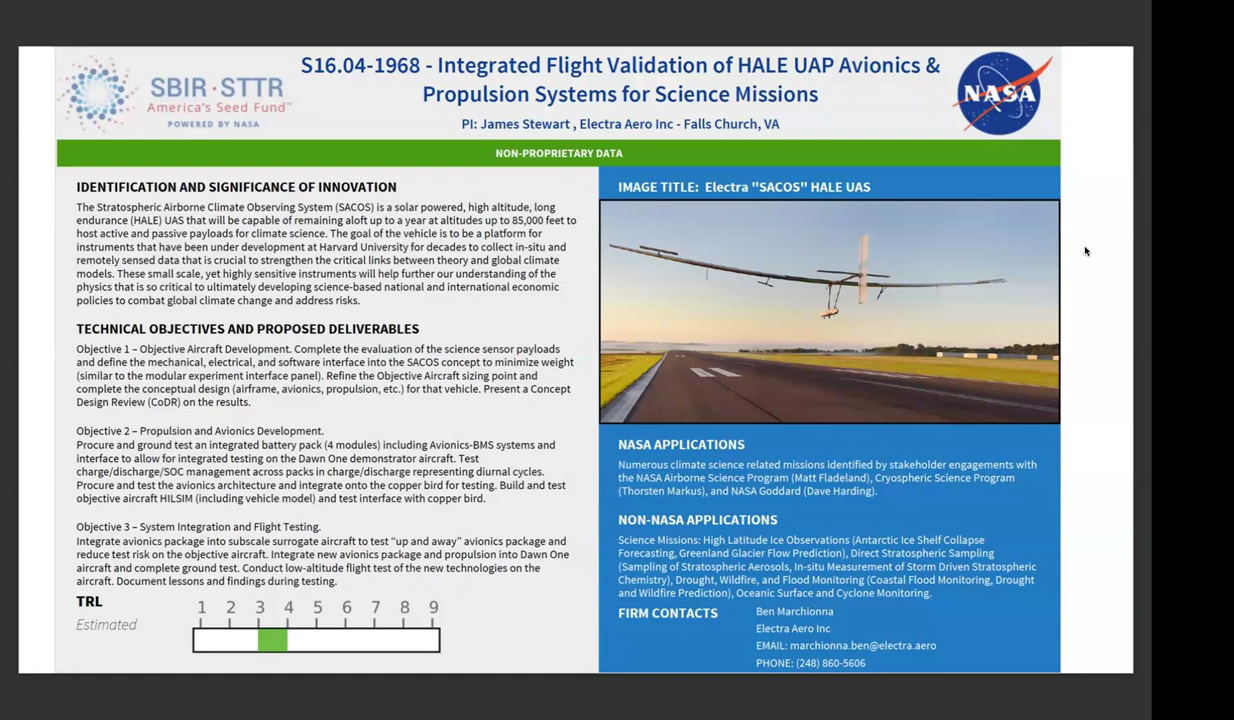 SBIR·STTR
America's Seed Fund™
POWERED BY NASA
S16.04-1968 - Integrated Flight Validation of HALE UAP Avionics &
Propulsion Systems for Science Missions
PI: James Stewart , Electra Aero Inc - Falls Church, VA
NASA
NON-PROPRIETARY DATA
IDENTIFICATION AND SIGNIFICANCE OF INNOVATION
The Stratospheric Airborne Climate Observing System (SACOS) is a solar powered, high altitude, long
endurance (HALE) UAS that will be capable of remaining aloft up to a year at altitudes up to 85,000 feet to
host active and passive payloads for climate science. The goal of the vehicle is to be a platform for
instruments that have been under development at Harvard University for decades to collect in-situ and
remotely sensed data that is crucial to strengthen the critical links between theory and global climate
models. These small scale, yet highly sensitive instruments will help further our understanding of the
physics that is so critical to ultimately developing science-based national and international economic
policies to combat global climate change and address risks.
TECHNICAL OBJECTIVES AND PROPOSED DELIVERABLES
Objective 1 – Objective Aircraft Development. Complete the evaluation of the science sensor payloads
and define the mechanical, electrical, and software interface into the SACOS concept to minimize weight
(similar to the modular experiment interface panel). Refine the Objective Aircraft sizing point and
complete the conceptual design (airframe, avionics, propulsion, etc.) for that vehicle. Present a Concept
Design Review (CoDR) on the results.
Objective 2 – Propulsion and Avionics Development.
Procure and ground test an integrated battery pack (4 modules) including Avionics-BMS systems and
interface to allow for integrated testing on the Dawn One demonstrator aircraft. Test
charge/discharge/SOC management across packs in charge/discharge representing diurnal cycles.
Procure and test the avionics architecture and integrate onto the copper bird for testing. Build and test
objective aircraft HILSIM (including vehicle model) and test interface with copper bird.
Objective 3 – System Integration and Flight Testing.
Integrate avionics package into subscale surrogate aircraft to test “up and away” avionics package and
reduce test risk on the objective aircraft. Integrate new avionics package and propulsion into Dawn One
aircraft and complete ground test. Conduct low-altitude flight test of the new technologies on the
aircraft. Document lessons and findings during testing.
TRL
Estimated
1 2 3 4 5 6 7 8 9
IMAGE TITLE: Electra "SACOS" HALE UAS
NASA APPLICATIONS
Numerous climate science related missions identified by stakeholder engagements with
the NASA Airborne Science Program (Matt Fladeland), Cryospheric Science Program
(Thorsten Markus), and NASA Goddard (Dave Harding).
NON-NASA APPLICATIONS
Science Missions: High Latitude Ice Observations (Antarctic Ice Shelf Collapse
Forecasting, Greenland Glacier Flow Prediction), Direct Stratospheric Sampling
(Sampling of Stratospheric Aerosols, In-situ Measurement of Storm Driven Stratospheric
Chemistry), Drought, Wildfire, and Flood Monitoring (Coastal Flood Monitoring, Drought
and Wildfire Prediction), Oceanic Surface and Cyclone Monitoring.
FIRM CONTACTS
Ben Marchionna
Electra Aero Inc
EMAIL: marchionna.ben@electra.aero
PHONE: (248) 860-5606